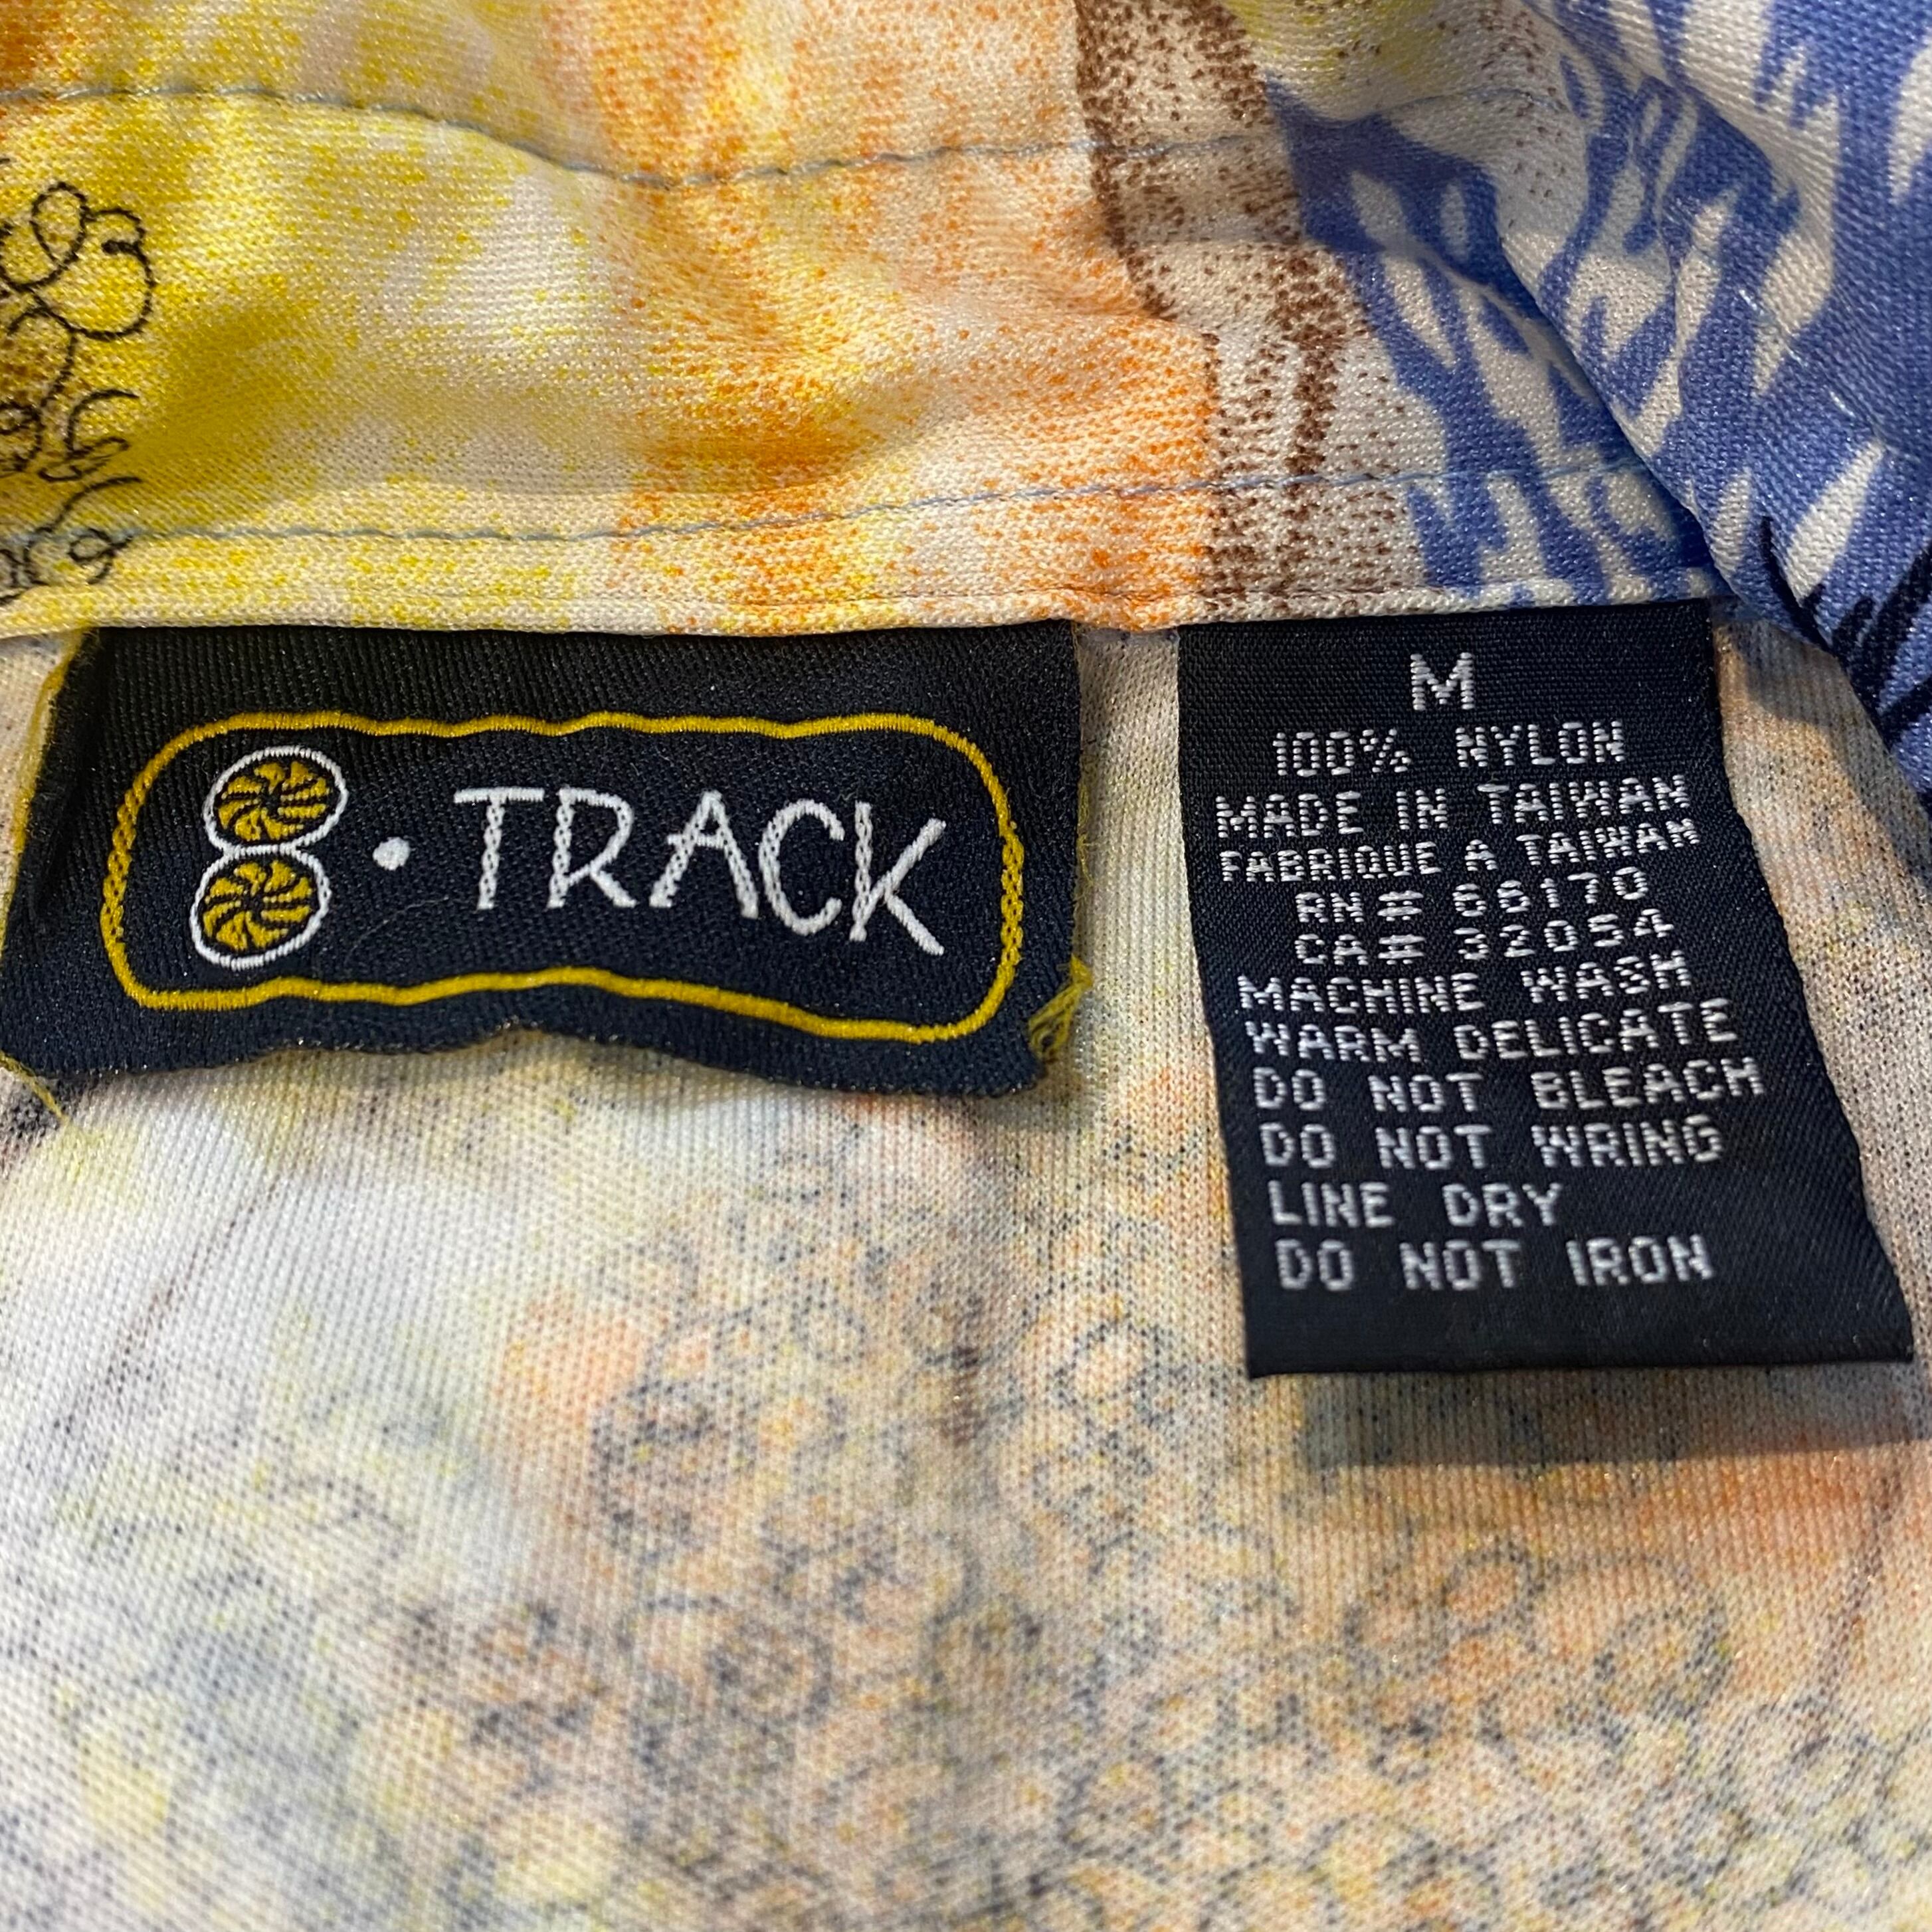 8·TRACK
M
100% NYLON
MADE IN TAIWAN
FABRIQUE A TAIWAN
RN# 66170
CA# 32054
MACHINE WASH
WARM DELICATE
DO NOT BLEACH
DO NOT WRING
LINE DRY
DO NOT IRON